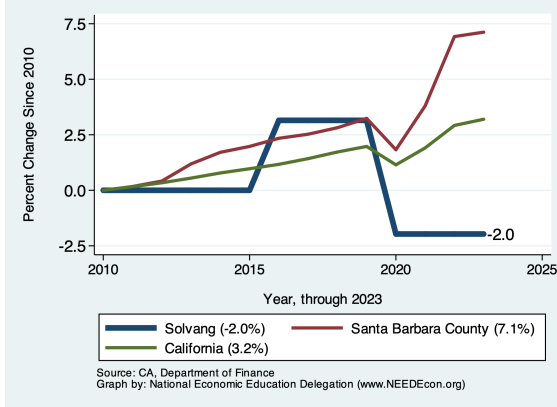 Percent Change Since 2010
7.5
5.0
2.5
0.0
-2.5
-2.0
2010 2015 2020 2025
Year, through 2023
Solvang (-2.0%) Santa Barbara County (7.1%)
California (3.2%)
Source: CA, Department of Finance
Graph by: National Economic Education Delegation (www.NEEDEcon.org)